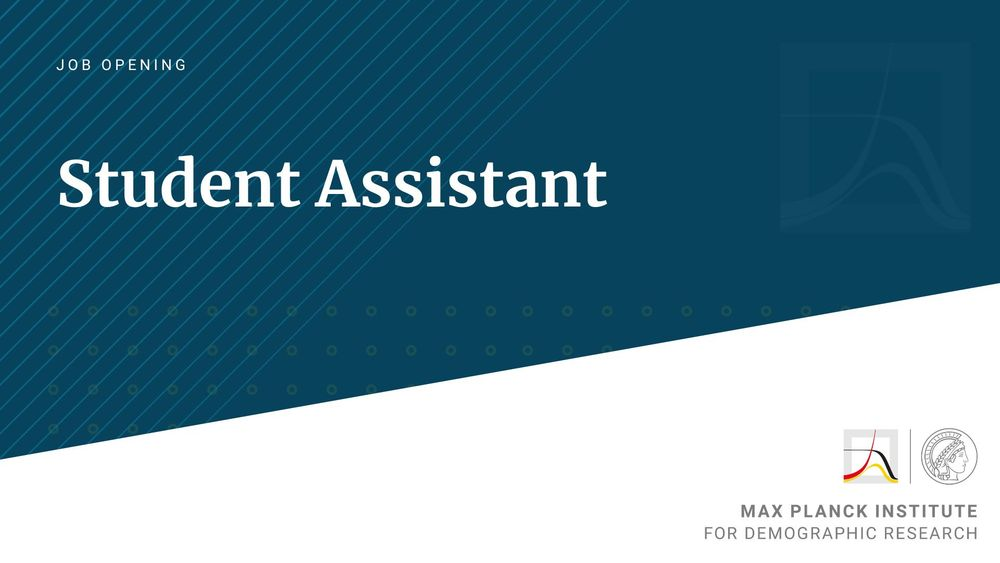 JOB OPENING
Student Assistant
MAX PLANCK INSTITUTE
FOR DEMOGRAPHIC RESEARCH